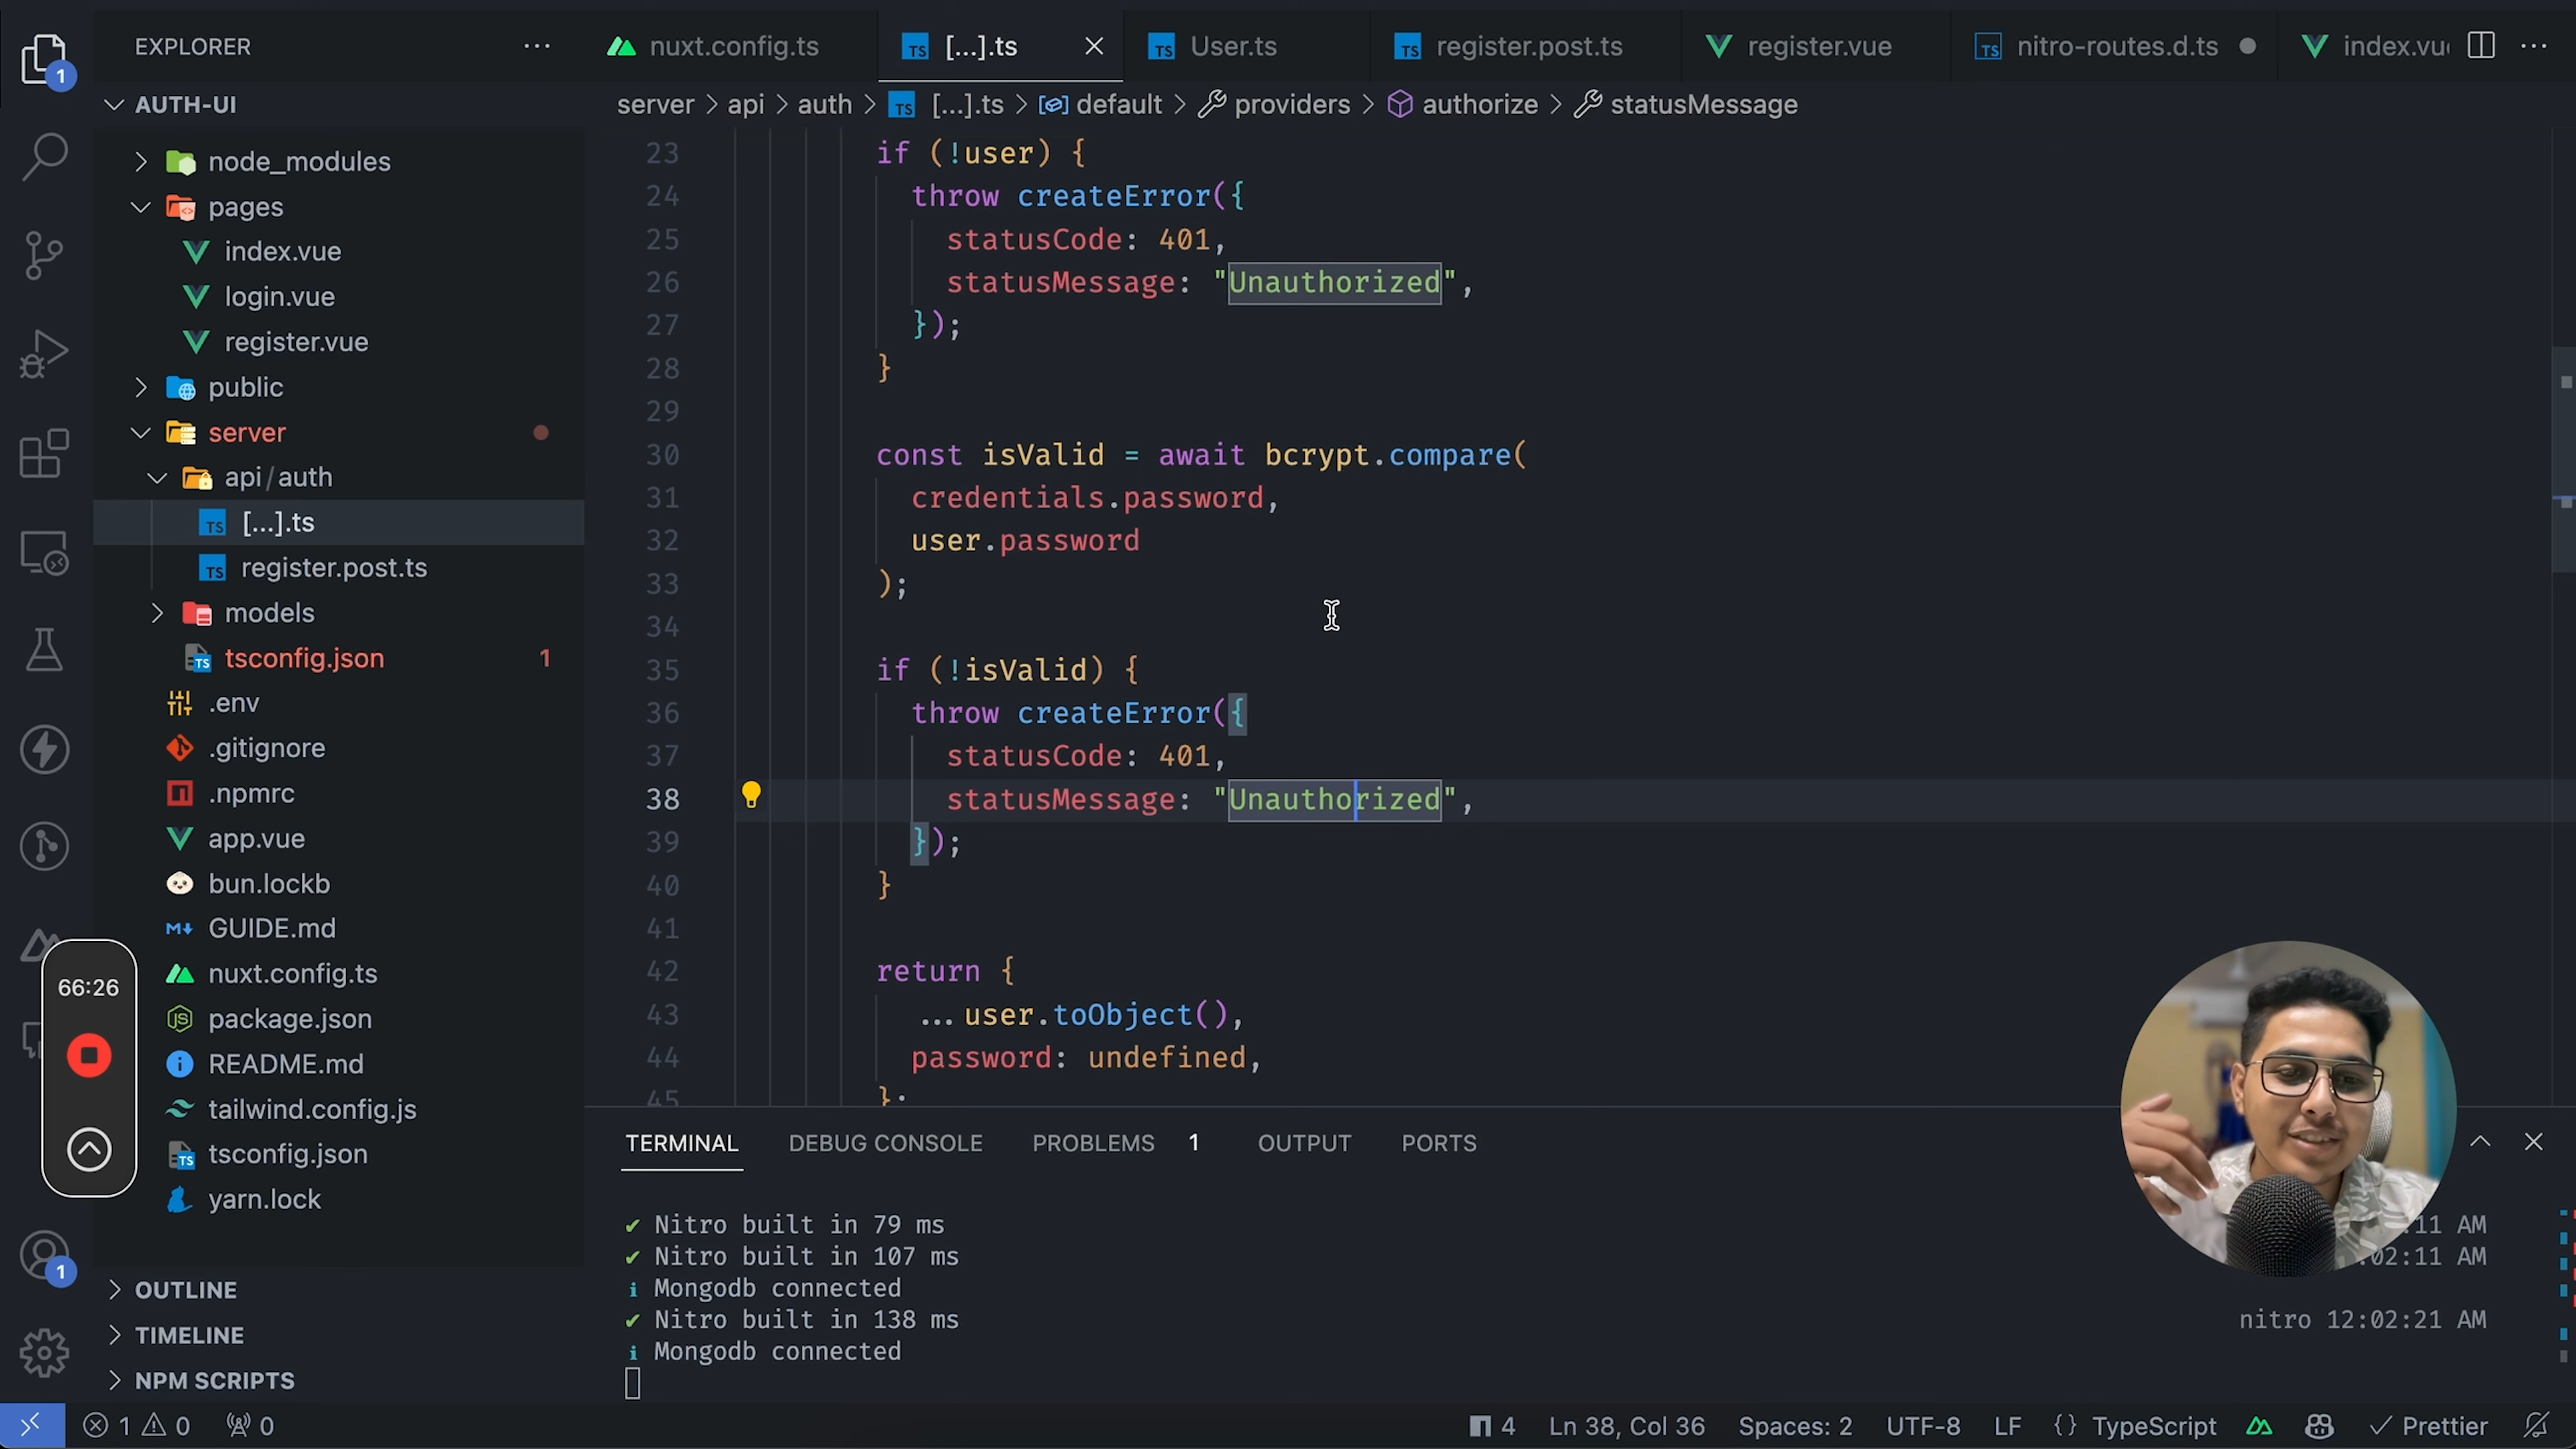 EXPLORER
nuxt.config.ts
[...].ts
User.ts
register.post.ts
register.vue
nitro-routes.d.ts
AUTH-UI
server > api > auth > [...].ts > default > providers > authorize > statusMessage
node_modules
pages
index.vue
login.vue
register.vue
public
server
api/auth
[...].ts
register.post.ts
models
tsconfig.json 1
.env
.gitignore
.npmrc
app.vue
bun.lockb
GUIDE.md
nuxt.config.ts
package.json
README.md
tailwind.config.js
tsconfig.json
yarn.lock
OUTLINE
TIMELINE
NPM SCRIPTS
1
1
66:26
23 if (!user) {
24 throw createError({
25 statusCode: 401,
26 statusMessage: "Unauthorized",
27 });
28 }
29
30 const isValid = await bcrypt.compare(
31 credentials.password,
32 user.password
33 );
34
35 if (!isValid) {
36 throw createError({
37 statusCode: 401,
38 statusMessage: "Unauthorized",
39 });
40 }
41
42 return {
43 ...user.toObject(),
44 password: undefined,
45 };
TERMINAL DEBUG CONSOLE PROBLEMS 1 OUTPUT PORTS
✔ Nitro built in 79 ms
✔ Nitro built in 107 ms
ℹ Mongodb connected
✔ Nitro built in 138 ms nitro 12:02:21 AM
ℹ Mongodb connected
1 0 0
4 Ln 38, Col 36 Spaces: 2 UTF-8 LF {} TypeScript Prettier